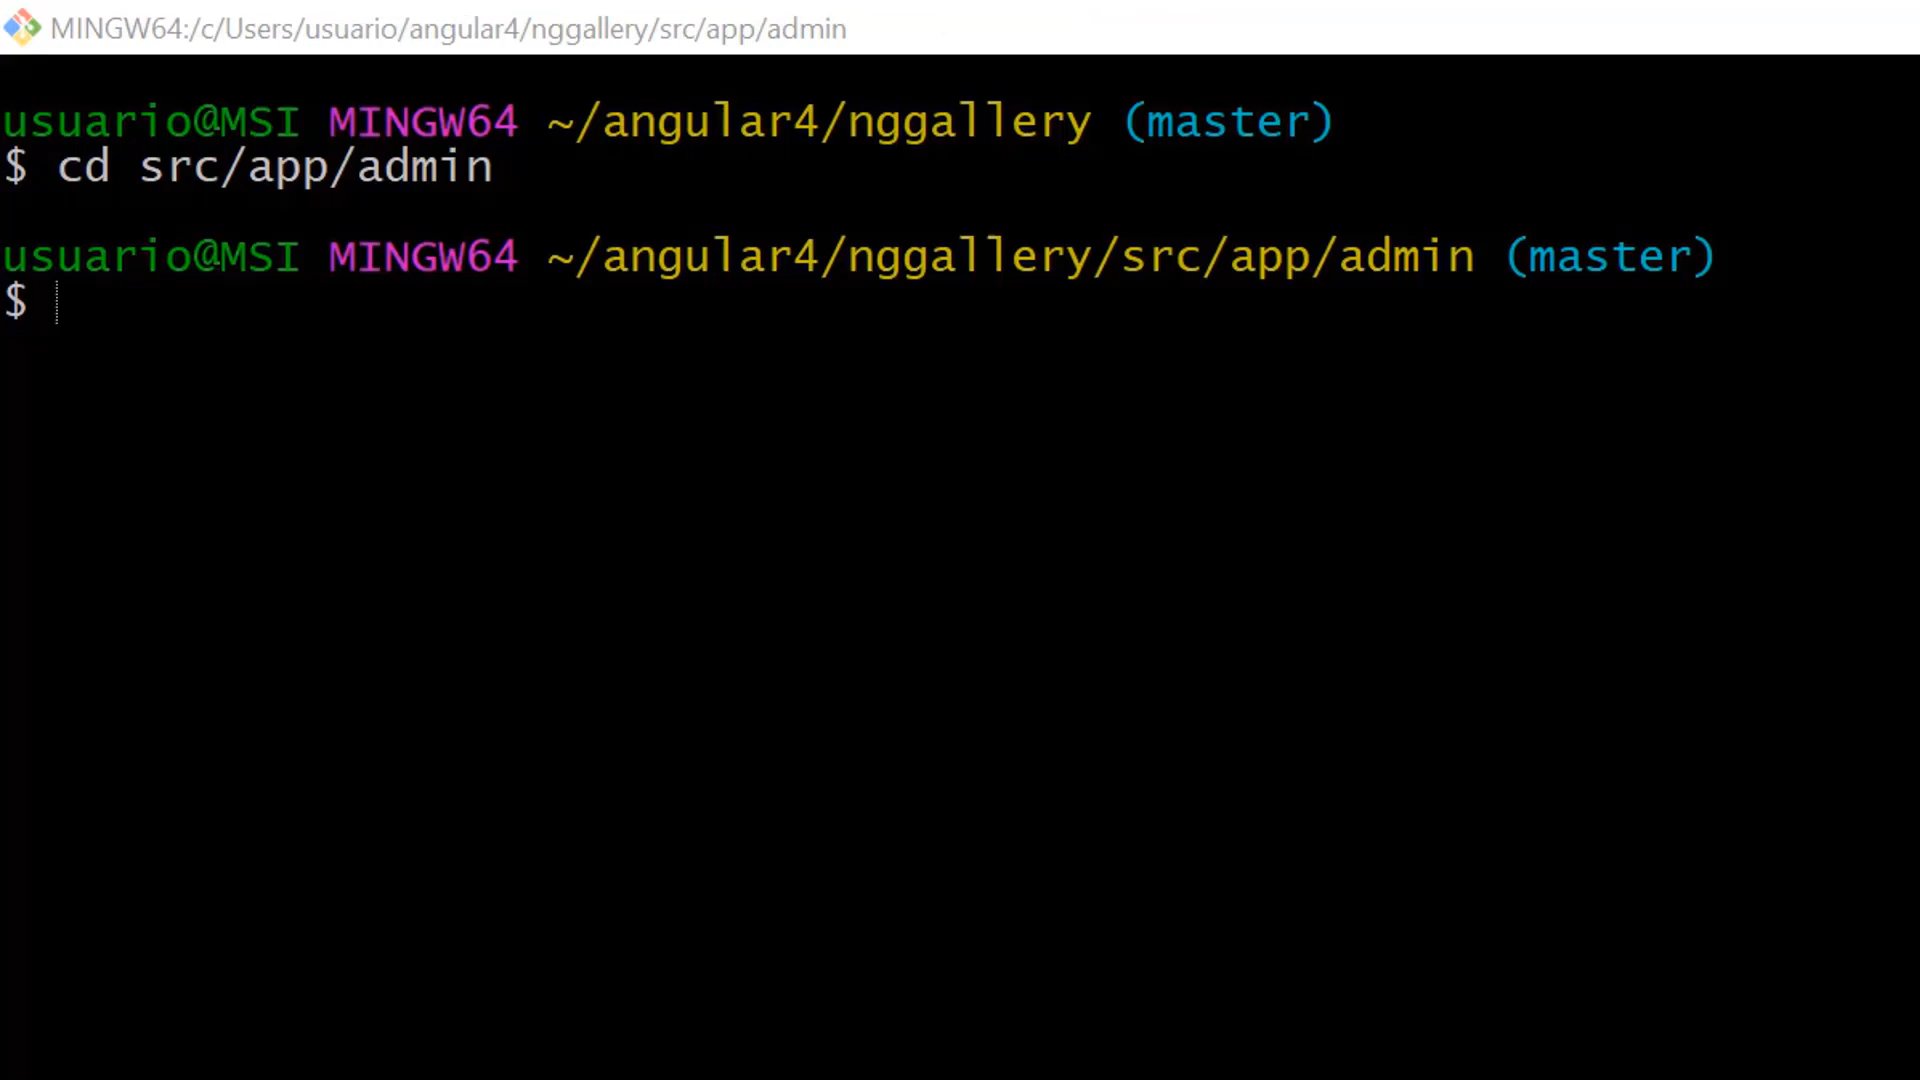 MINGW64:/c/Users/usuario/angular4/nggallery/src/app/admin
usuario@MSI MINGW64 ~/angular4/nggallery (master)
$ cd src/app/admin
usuario@MSI MINGW64 ~/angular4/nggallery/src/app/admin (master)
$